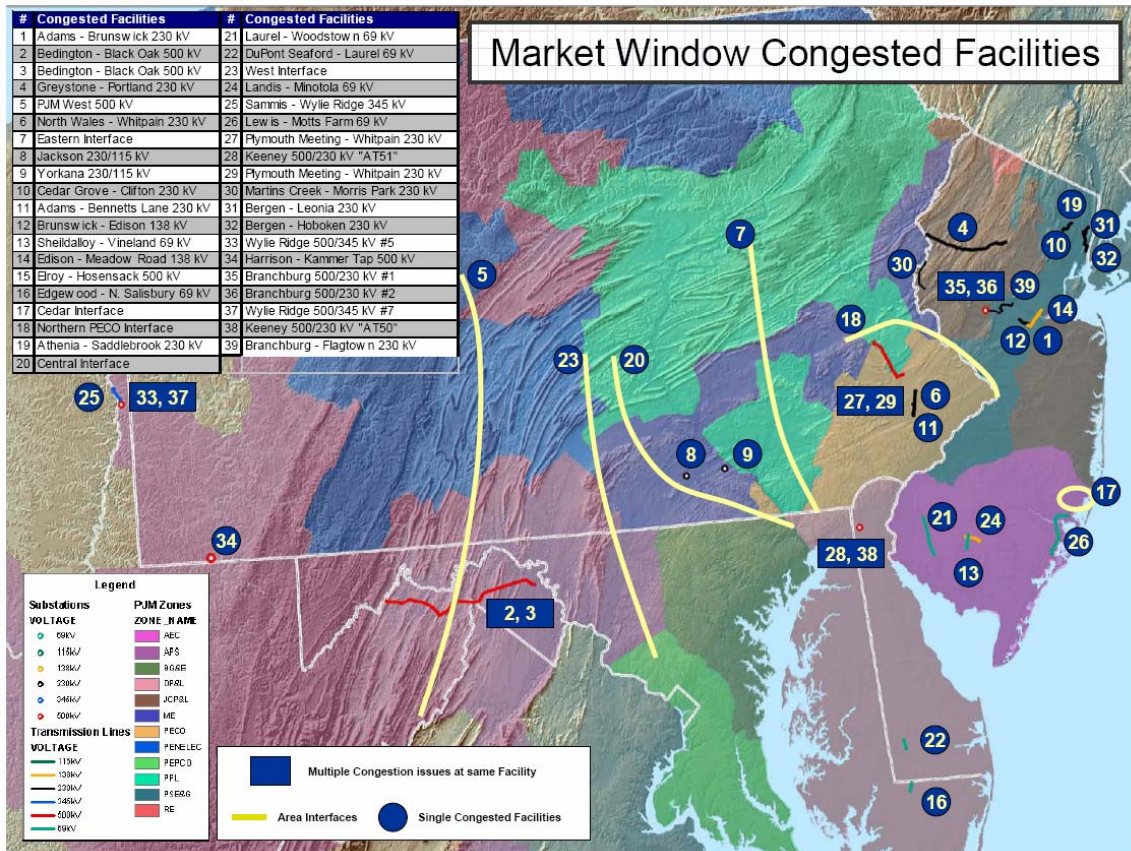 Market Window Congested Facilities
# Congested Facilities # Congested Facilities
1 Adams - Brunswick 230 kV 21 Laurel - Woodstown 69 kV
2 Bedington - Black Oak 500 kV 22 DuPont Seaford - Laurel 69 kV
3 Bedington - Black Oak 500 kV 23 West Interface
4 Greystone - Portland 230 kV 24 Landis - Minotola 69 kV
5 PJM West 500 kV 25 Sammis - Wylie Ridge 345 kV
6 North Wales - Whitpain 230 kV 26 Lewis - Motts Farm 69 kV
7 Eastern Interface 27 Plymouth Meeting - Whitpain 230 kV
8 Jackson 230/115 kV 28 Keeney 500/230 kV "AT51"
9 Yorkana 230/115 kV 29 Plymouth Meeting - Whitpain 230 kV
10 Cedar Grove - Clifton 230 kV 30 Martins Creek - Morris Park 230 kV
11 Adams - Bennetts Lane 230 kV 31 Bergen - Leonia 230 kV
12 Brunswick - Edison 138 kV 32 Bergen - Hoboken 230 kV
13 Sheildalloy - Vineland 69 kV 33 Wylie Ridge 500/345 kV #5
14 Edison - Meadow Road 138 kV 34 Harrison - Kammer Tap 500 kV
15 Elroy - Hosensack 500 kV 35 Branchburg 500/230 kV #1
16 Edgewood - N. Salisbury 69 kV 36 Branchburg 500/230 kV #2
17 Cedar Interface 37 Wylie Ridge 500/345 kV #7
18 Northern PECO Interface 38 Keeney 500/230 kV "AT50"
19 Athenia - Saddlebrook 230 kV 39 Branchburg - Flagtown 230 kV
20 Central Interface
19
31
4
7
10
32
30
5
35, 36
39
14
18
12
1
23
20
25
33, 37
27, 29
6
11
8
9
17
21
24
26
34
28, 38
13
2, 3
22
16
Legend
Substations
VOLTAGE
69kV
115kV
138kV
230kV
345kV
500kV
Transmission Lines
VOLTAGE
115kV
138kV
230kV
345kV
500kV
69kV
PJM Zones
ZONE_NAME
AEC
APS
BG&E
DP&L
JCP&L
ME
PECO
PENELEC
PEPCO
PPL
PSE&G
RE
Multiple Congestion issues at same Facility
Area Interfaces
Single Congested Facilities